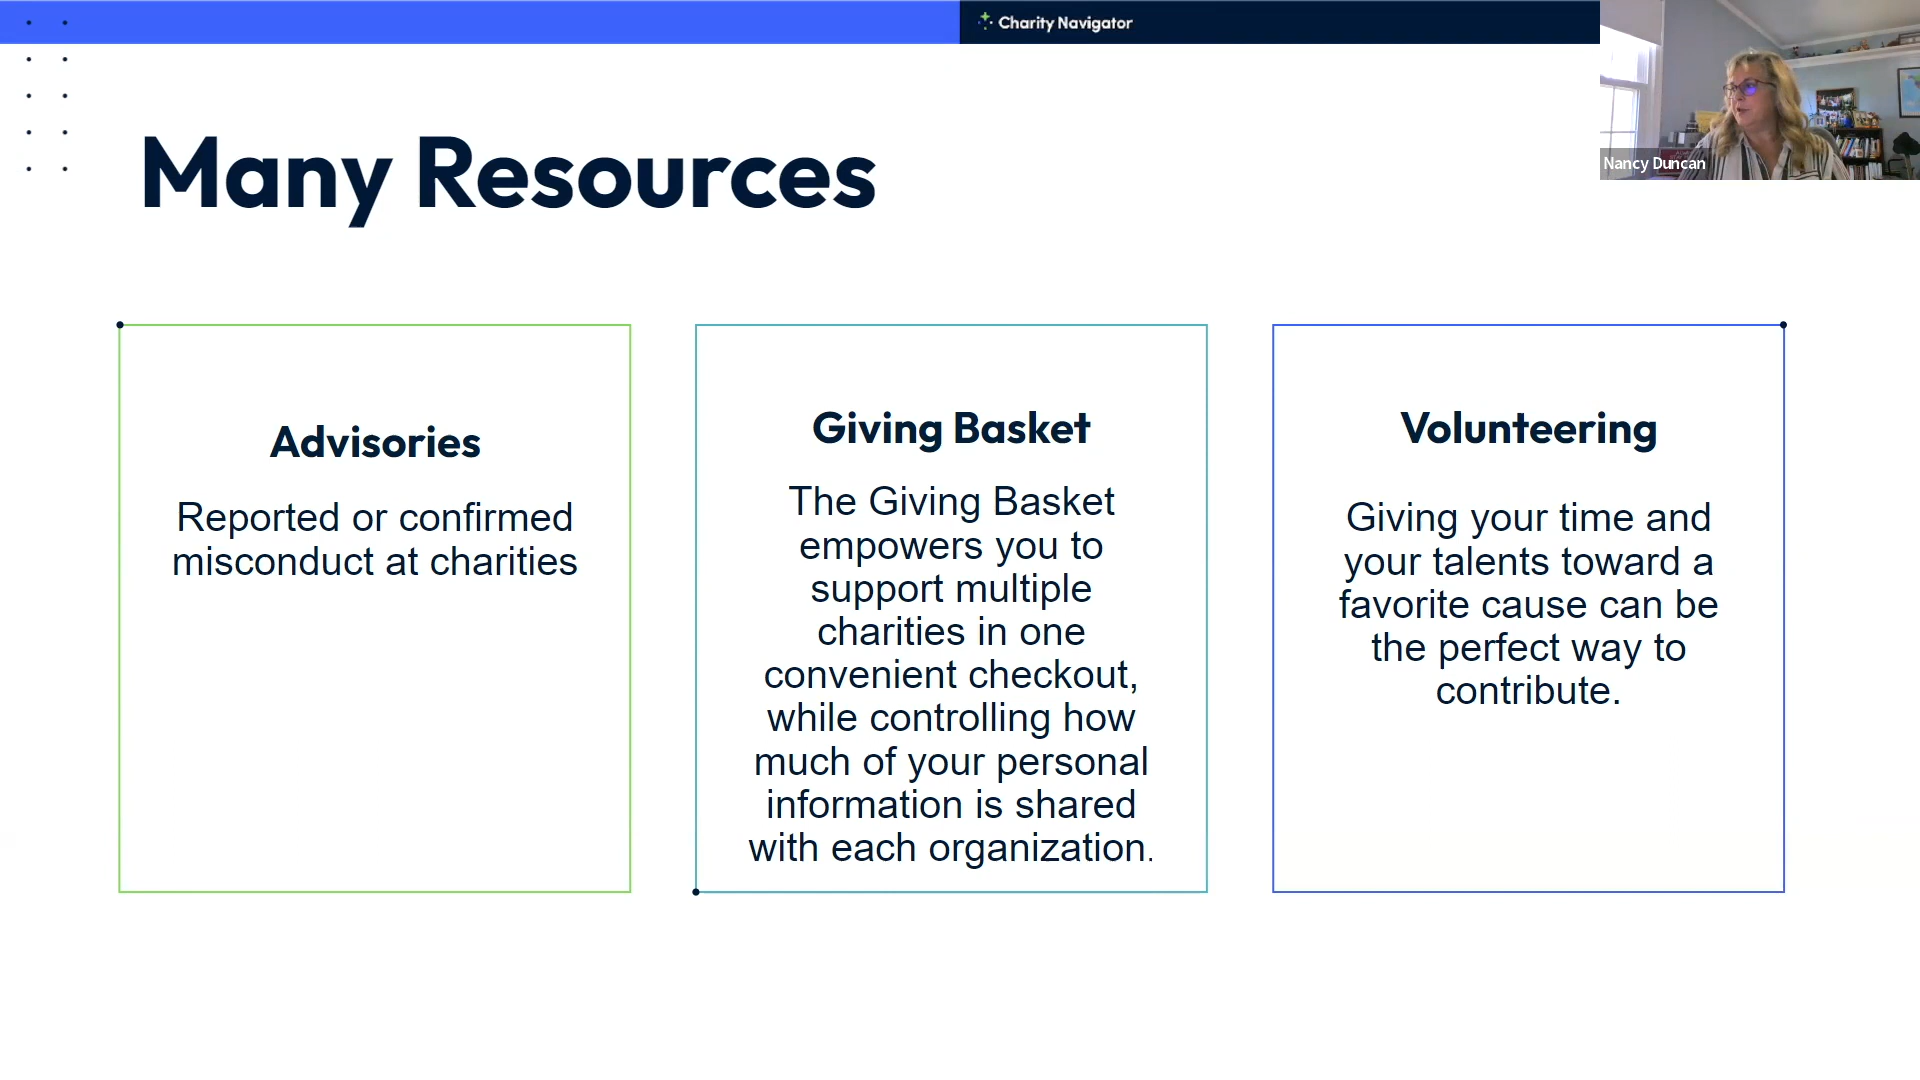 Charity Navigator
Nancy Duncan
Many Resources
Advisories
Reported or confirmed
misconduct at charities
Giving Basket
The Giving Basket
empowers you to
support multiple
charities in one
convenient checkout,
while controlling how
much of your personal
information is shared
with each organization.
Volunteering
Giving your time and
your talents toward a
favorite cause can be
the perfect way to
contribute.